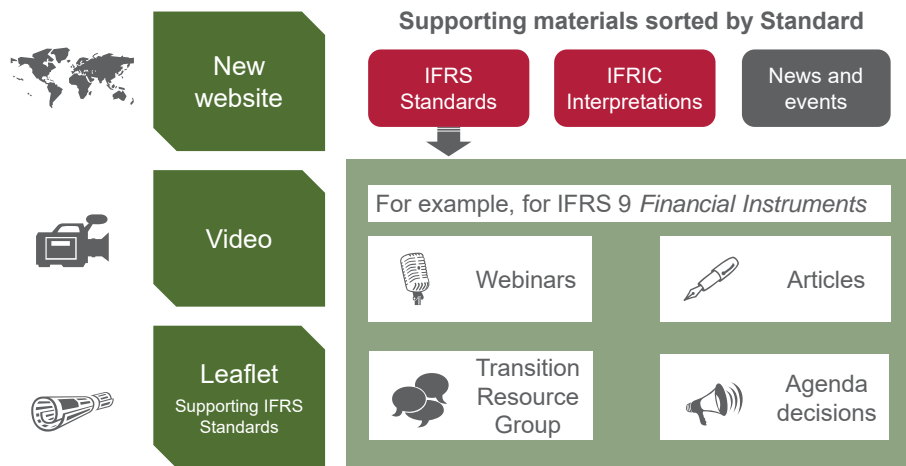 New
website
Video
Leaflet
Supporting IFRS
Standards
Supporting materials sorted by Standard
IFRS
Standards
IFRIC
Interpretations
News and
events
For example, for IFRS 9 Financial Instruments
Webinars
Articles
Transition
Resource
Group
Agenda
decisions